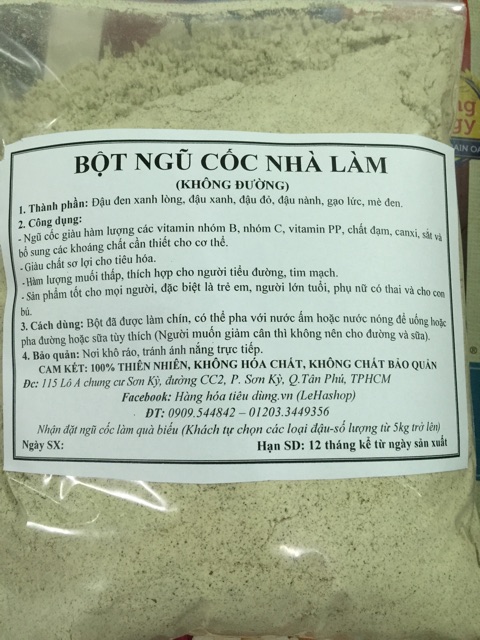 BỘT NGŨ CỐC NHÀ LÀM
(KHÔNG ĐƯỜNG)
1. Thành phần: Đậu đen xanh lòng, đậu xanh, đậu đỏ, đậu nành, gạo lức, mè đen.
2. Công dụng:
- Ngũ cốc giàu hàm lượng các vitamin nhóm B, nhóm C, vitamin PP, chất đạm, canxi, sắt và
bổ sung các khoáng chất cần thiết cho cơ thể.
- Giàu chất sơ lợi cho tiêu hóa.
- Hàm lượng muối thấp, thích hợp cho người tiểu đường, tim mạch.
- Sản phẩm tốt cho mọi người, đặc biệt là trẻ em, người lớn tuổi, phụ nữ có thai và cho con
bú.
3. Cách dùng: Bột đã được làm chín, có thể pha với nước ấm hoặc nước nóng để uống hoặc
pha đường hoặc sữa tùy thích (Người muốn giảm cân thì không nên cho đường và sữa).
4. Bảo quản: Nơi khô ráo, tránh ánh nắng trực tiếp.
CAM KẾT: 100% THIÊN NHIÊN, KHÔNG HÓA CHẤT, KHÔNG CHẤT BẢO QUẢN
Đc: 115 Lô A chung cư Sơn Kỳ, đường CC2, P. Sơn Kỳ, Q.Tân Phú, TPHCM
Facebook: Hàng hóa tiêu dùng.vn (LeHashop)
ĐT: 0909.544842 – 01203.3449356
Nhận đặt ngũ cốc làm quà biếu (Khách tự chọn các loại đậu-số lượng từ 5kg trở lên)
Ngày SX: Hạn SD: 12 tháng kể từ ngày sản xuất